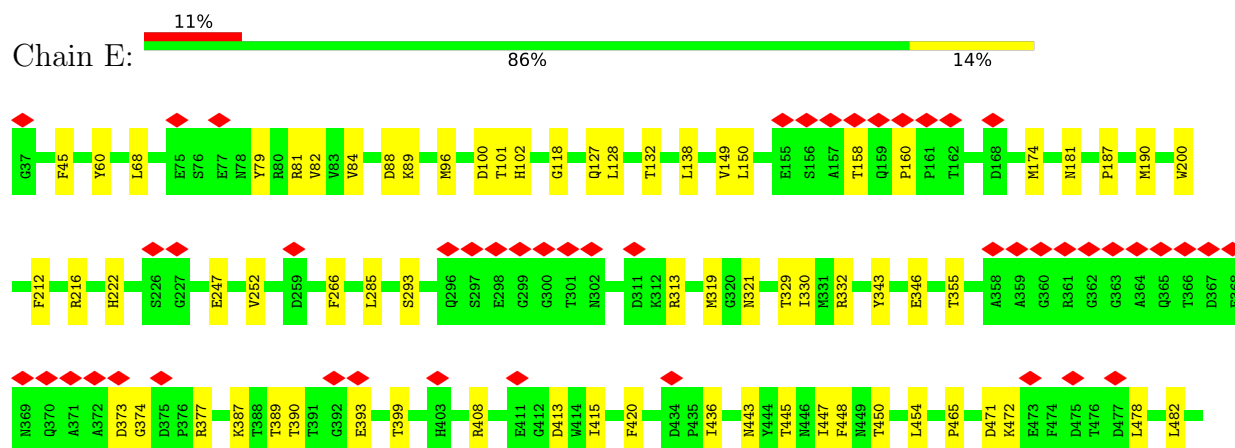 11%
Chain E:
86% 14%
G37 F45 Y60 L68 E75 S76 E77 N78 Y79 R80 R81 V82 V83 V84 D88 K89 M96 D100 T101 H102 G118 Q127 L128 T132 L138 V149 L150 E155 S156 A157 T158 Q159 P160 P161 T162 D168 M174 N181 P187 M190 W200
F212 R216 H222 S226 G227 E247 V252 D259 F266 L285 S293 Q296 S297 E298 G299 G300 T301 N302 D311 K312 R313 M319 G320 N321 T329 I330 M331 R332 Y343 E346 T355 A358 A359 G360 R361 G362 G363 A364 Q365 T366 D367
N369 Q370 A371 A372 D373 G374 D375 P376 R377 K387 T388 T389 T390 T391 G392 E393 T399 H403 R408 E411 G412 D413 W414 I415 F420 D434 P435 I436 N443 Y444 T445 N446 I447 F448 N449 T450 L454 P465 D471 K472 E473 F474 D475 T476 D477 L478 L482